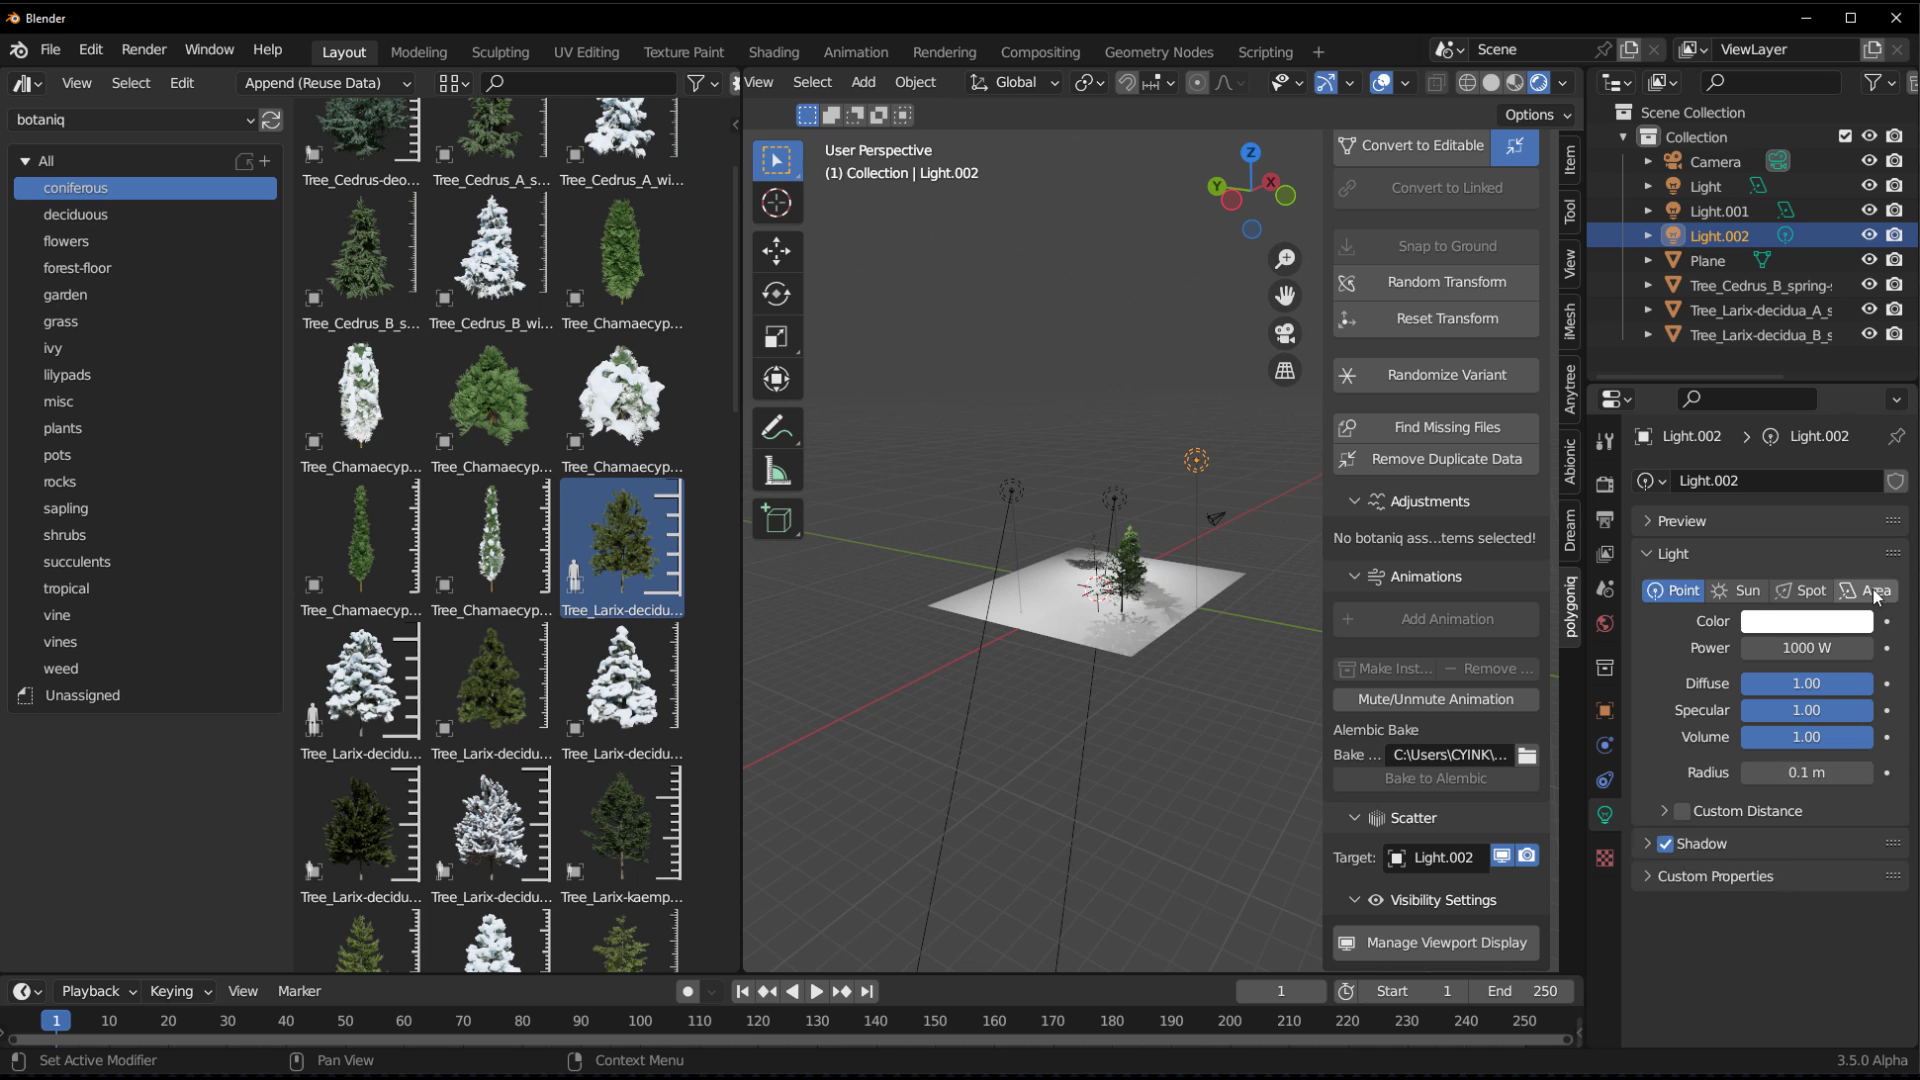 Blender
File Edit Render Window Help
Layout Modeling Sculpting UV Editing Texture Paint Shading Animation Rendering Compositing Geometry Nodes Scripting +
Scene
ViewLayer
View Select Edit Append (Reuse Data)
View Select Add Object Global
Options
botaniq
All
coniferous
deciduous
flowers
forest-floor
garden
grass
ivy
lilypads
misc
plants
pots
rocks
sapling
shrubs
succulents
tropical
vine
vines
weed
Unassigned
Tree_Cedrus-deo... Tree_Cedrus_A_s... Tree_Cedrus_A_wi...
Tree_Cedrus_B_s... Tree_Cedrus_B_wi... Tree_Chamaecyp...
Tree_Chamaecyp... Tree_Chamaecyp... Tree_Chamaecyp...
Tree_Chamaecyp... Tree_Chamaecyp... Tree_Larix-decidu...
Tree_Larix-decidu... Tree_Larix-decidu... Tree_Larix-decidu...
Tree_Larix-decidu... Tree_Larix-decidu... Tree_Larix-kaemp...
User Perspective
(1) Collection | Light.002
Z
Y
X
Convert to Editable
Convert to Linked
Snap to Ground
Random Transform
Reset Transform
Randomize Variant
Find Missing Files
Remove Duplicate Data
Adjustments
No botaniq ass...tems selected!
Animations
Add Animation
Make Inst... Remove ...
Mute/Unmute Animation
Alembic Bake
Bake ... C:\Users\CYINK\...
Bake to Alembic
Scatter
Target: Light.002
Visibility Settings
Manage Viewport Display
Item
Tool
View
iMesh
Anytree
Abionic
Dream
polygoniq
Scene Collection
Collection
Camera
Light
Light.001
Light.002
Plane
Tree_Cedrus_B_spring-s
Tree_Larix-decidua_A_s
Tree_Larix-decidua_B_s
Light.002 > Light.002
Light.002
Preview
Light
Point Sun Spot Area
Color
Power 1000 W
Diffuse 1.00
Specular 1.00
Volume 1.00
Radius 0.1 m
Custom Distance
Shadow
Custom Properties
Playback Keying View Marker
1 Start 1 End 250
1 10 20 30 40 50 60 70 80 90 100 110 120 130 140 150 160 170 180 190 200 210 220 230 240 250
Set Active Modifier Pan View Context Menu
3.5.0 Alpha